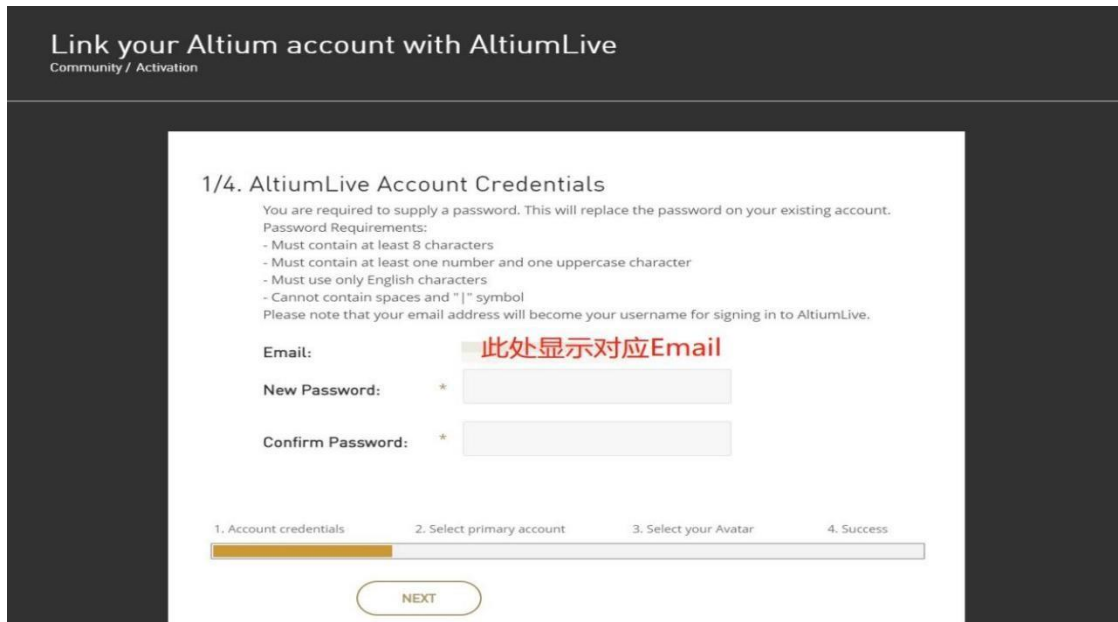 Link your Altium account with AltiumLive
Community / Activation
1/4. AltiumLive Account Credentials
You are required to supply a password. This will replace the password on your existing account.
Password Requirements:
- Must contain at least 8 characters
- Must contain at least one number and one uppercase character
- Must use only English characters
- Cannot contain spaces and "|" symbol
Please note that your email address will become your username for signing in to AltiumLive.
Email: 此处显示对应Email
New Password: *
Confirm Password: *
1. Account credentials 2. Select primary account 3. Select your Avatar 4. Success
NEXT